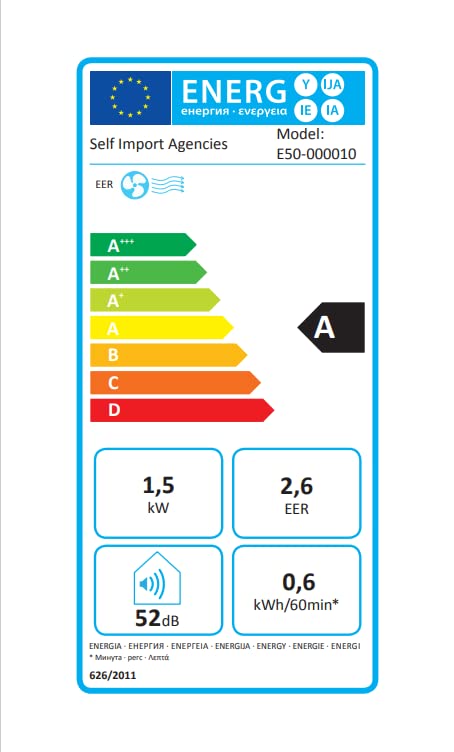 ENERG Y IJA
енергия · ενεργεια IE IA
Self Import Agencies
Model:
E50-000010
EER
A+++
A++
A+
A
B
C
D
A
1,5
kW
2,6
EER
52dB
0,6
kWh/60min*
ENERGIA · ЕНЕРГИЯ · ΕΝΕΡΓΕΙΑ · ENERGIJA · ENERGY · ENERGIE · ENERGI
* Минута · perc · Λεπτά
626/2011